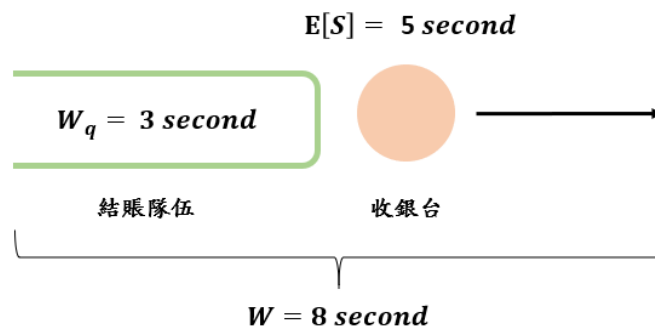 E[S] = 5 second
W_q = 3 second
結賬隊伍
收銀台
W = 8 second